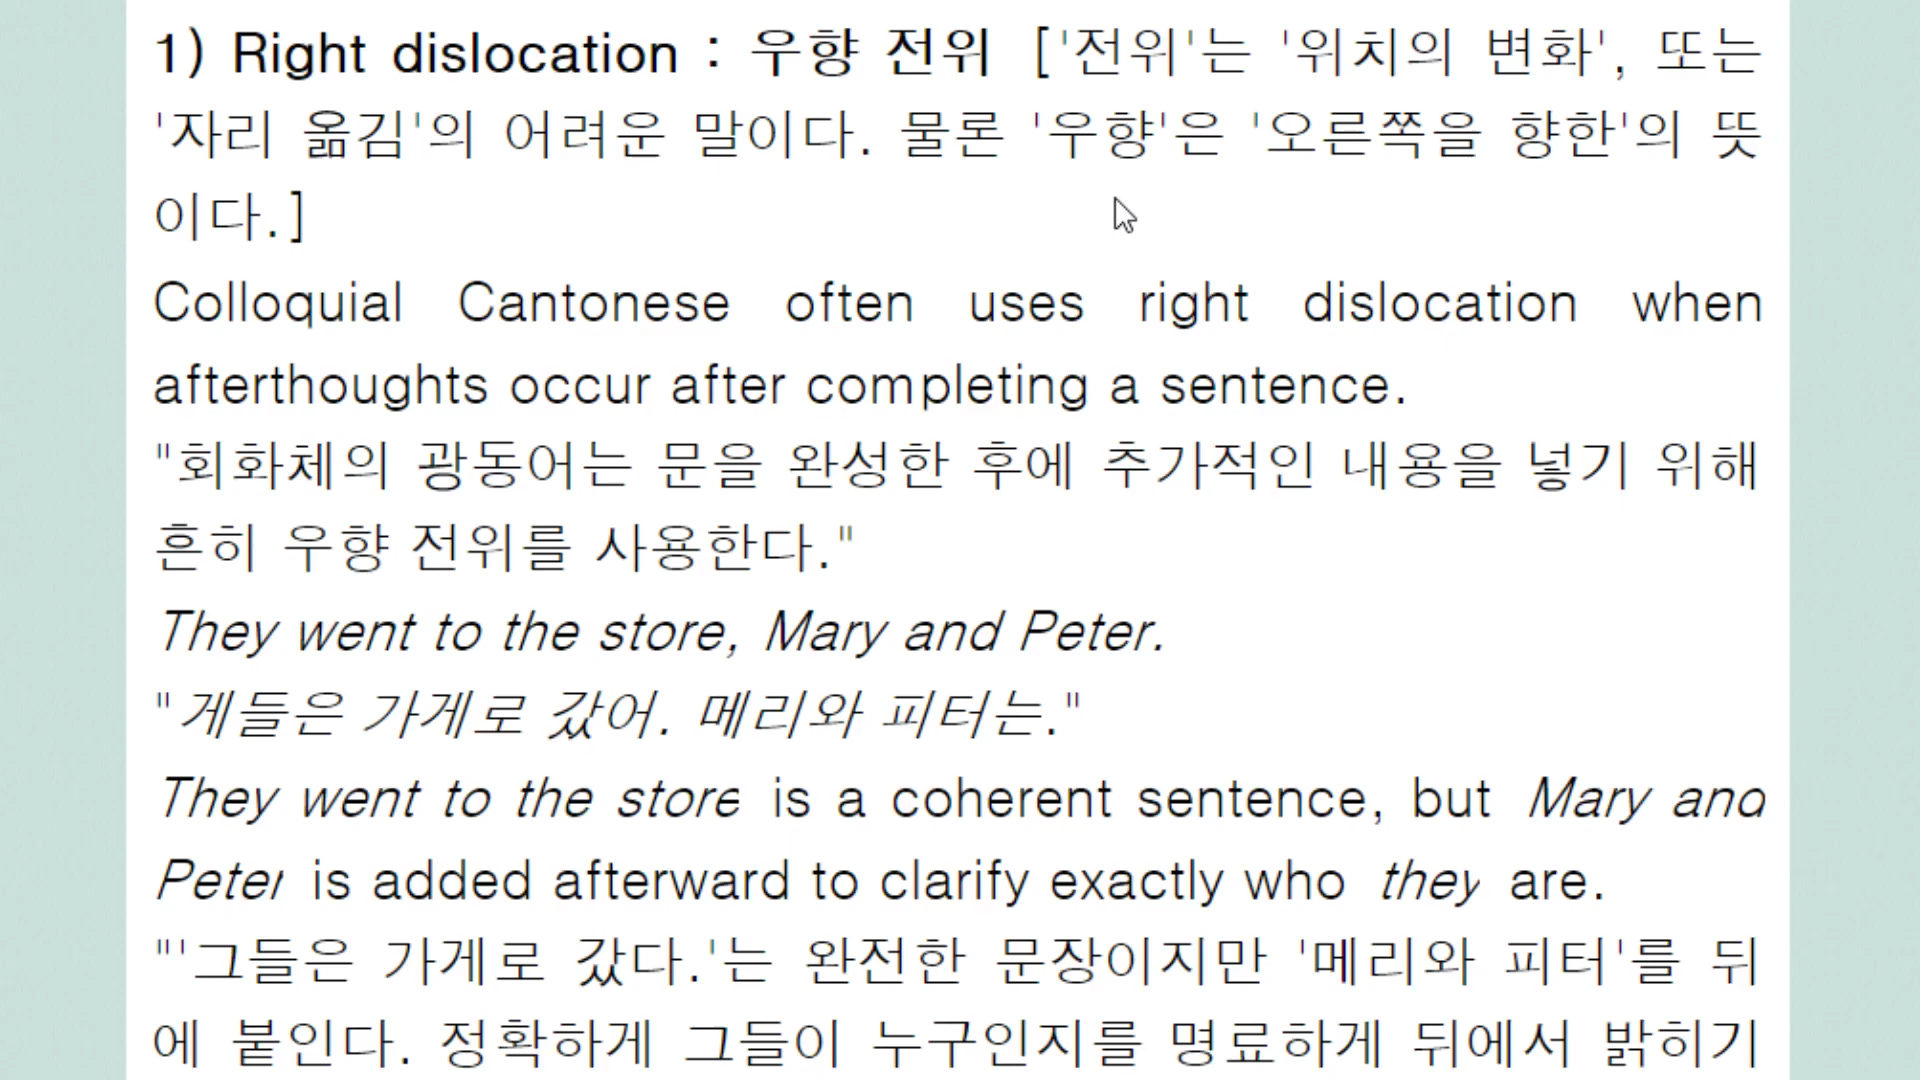 1) Right dislocation : 우향 전위 ['전위'는 '위치의 변화', 또는
'자리 옮김'의 어려운 말이다. 물론 '우향'은 '오른쪽을 향한'의 뜻
이다.]
Colloquial Cantonese often uses right dislocation when
afterthoughts occur after completing a sentence.
"회화체의 광동어는 문을 완성한 후에 추가적인 내용을 넣기 위해
흔히 우향 전위를 사용한다."
They went to the store, Mary and Peter.
"게들은 가게로 갔어. 메리와 피터는."
They went to the store is a coherent sentence, but Mary and
Peter is added afterward to clarify exactly who they are.
"'그들은 가게로 갔다.'는 완전한 문장이지만 '메리와 피터'를 뒤
에 붙인다. 정확하게 그들이 누구인지를 명료하게 뒤에서 밝히기